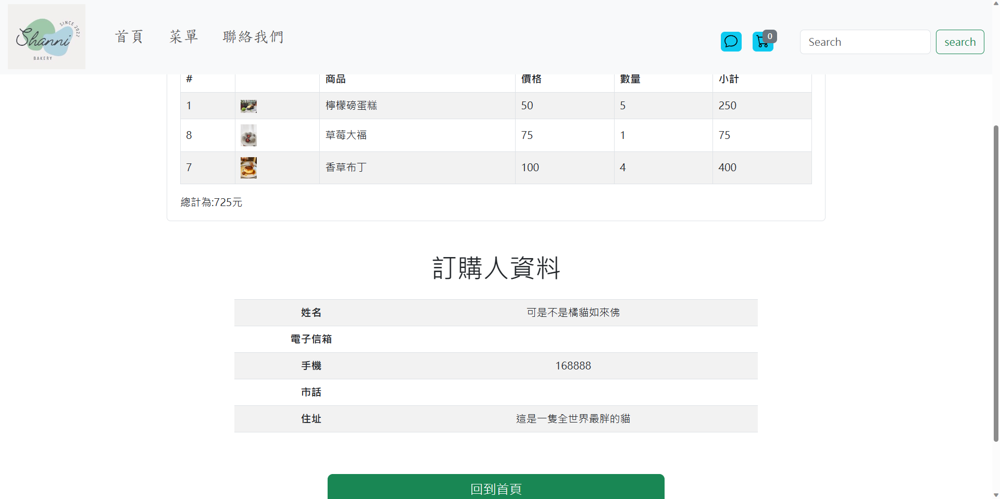 Shanni
SINCE 2022
BAKERY
首頁 菜單 聯絡我們
0
Search
search
# 商品 價格 數量 小計
1 檸檬磅蛋糕 50 5 250
8 草莓大福 75 1 75
7 香草布丁 100 4 400
總計為:725元
訂購人資料
姓名 可是不是橘貓如來佛
電子信箱
手機 168888
市話
住址 這是一隻全世界最胖的貓
回到首頁